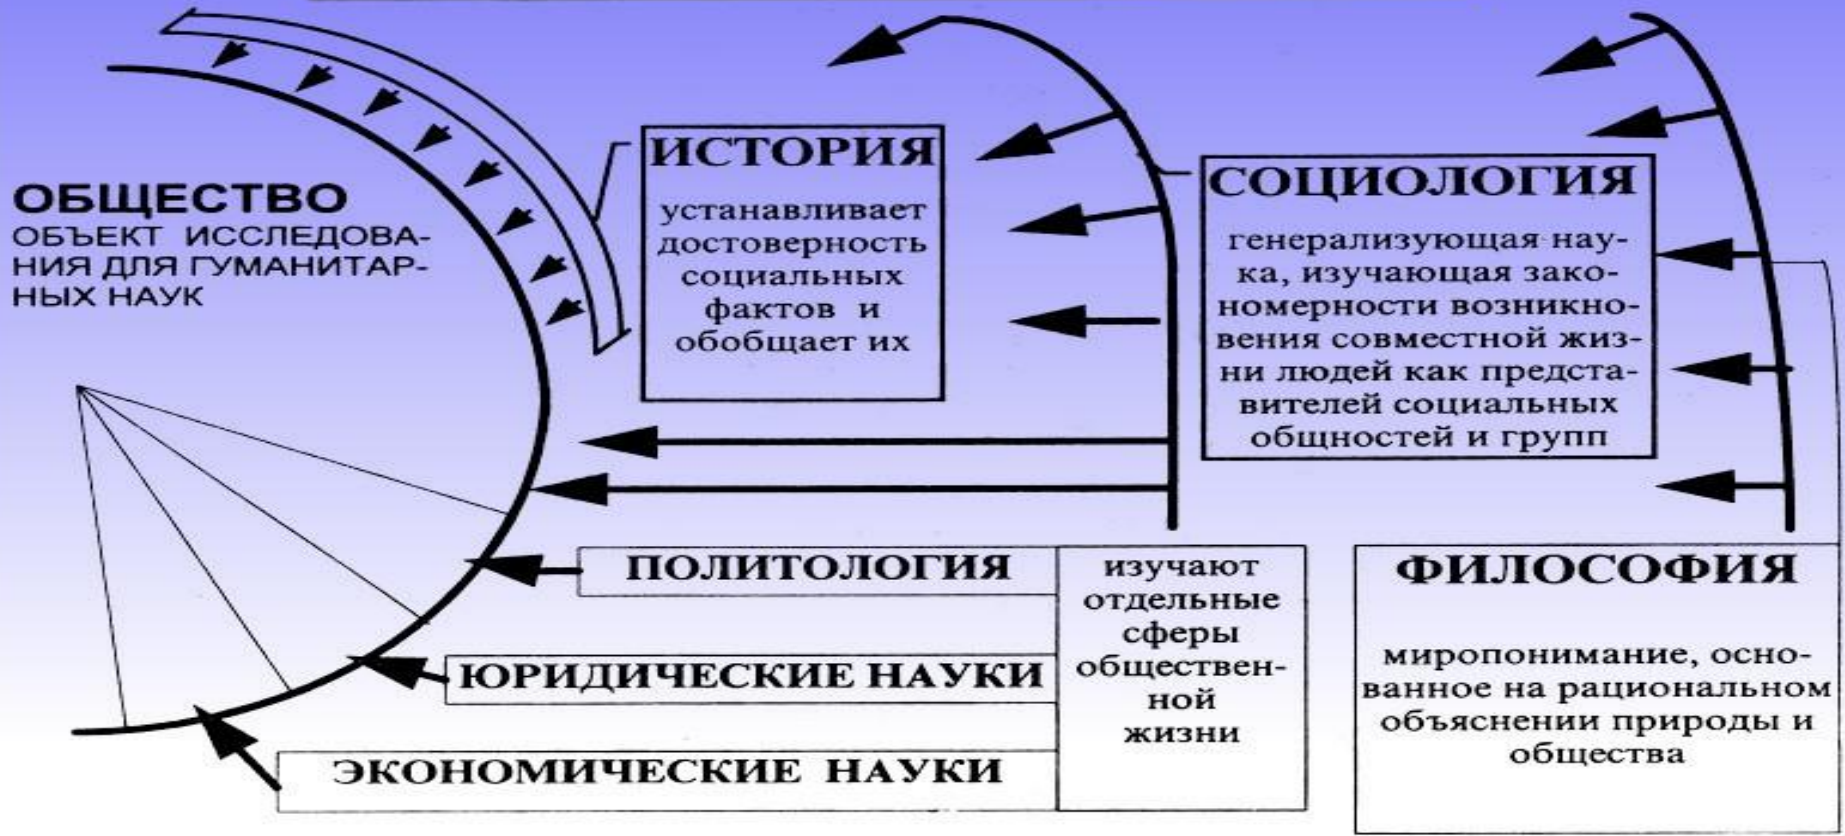 ОБЩЕСТВО
ОБЪЕКТ ИССЛЕДОВА-
НИЯ ДЛЯ ГУМАНИТАР-
НЫХ НАУК
ИСТОРИЯ
устанавливает
достоверность
социальных
фактов и
обобщает их
СОЦИОЛОГИЯ
генерализующая нау-
ка, изучающая зако-
номерности возникно-
вения совместной жиз-
ни людей как предста-
вителей социальных
общностей и групп
ПОЛИТОЛОГИЯ
ЮРИДИЧЕСКИЕ НАУКИ
ЭКОНОМИЧЕСКИЕ НАУКИ
изучают
отдельные
сферы
обществен-
ной
жизни
ФИЛОСОФИЯ
миропонимание, осно-
ванное на рациональном
объяснении природы и
общества